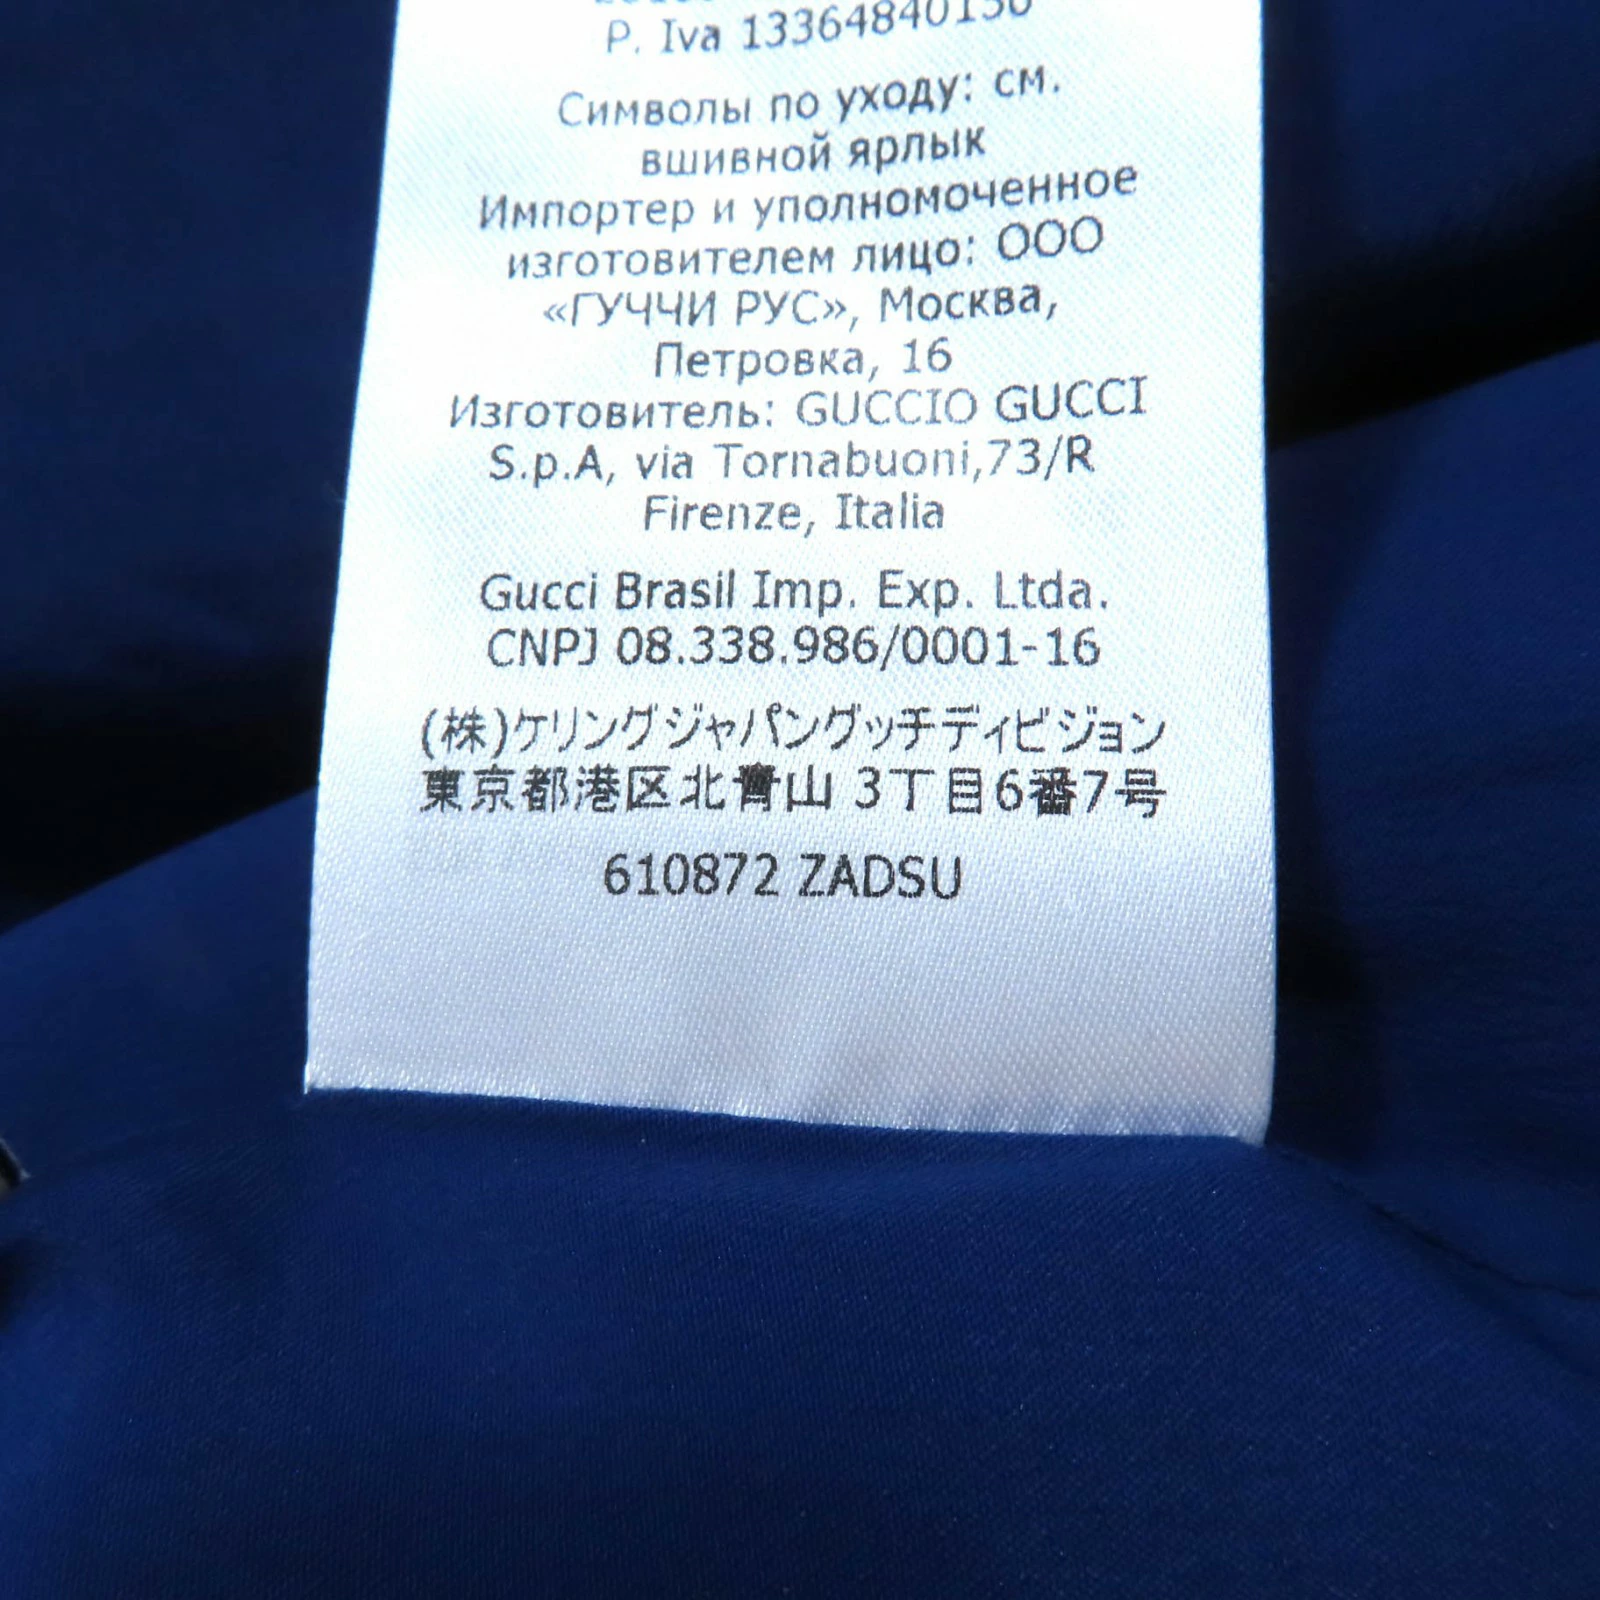 P. Iva 13364840150
Символы по уходу: см.
вшивной ярлык
Импортер и уполномоченное
изготовителем лицо: ООО
«ГУЧЧИ РУС», Москва,
Петровка, 16
Изготовитель: GUCCIO GUCCI
S.p.A, via Tornabuoni,73/R
Firenze, Italia
Gucci Brasil Imp. Exp. Ltda.
CNPJ 08.338.986/0001-16
(株)ケリングジャパングッチディビジョン
東京都港区北青山 3丁目6番7号
610872 ZADSU